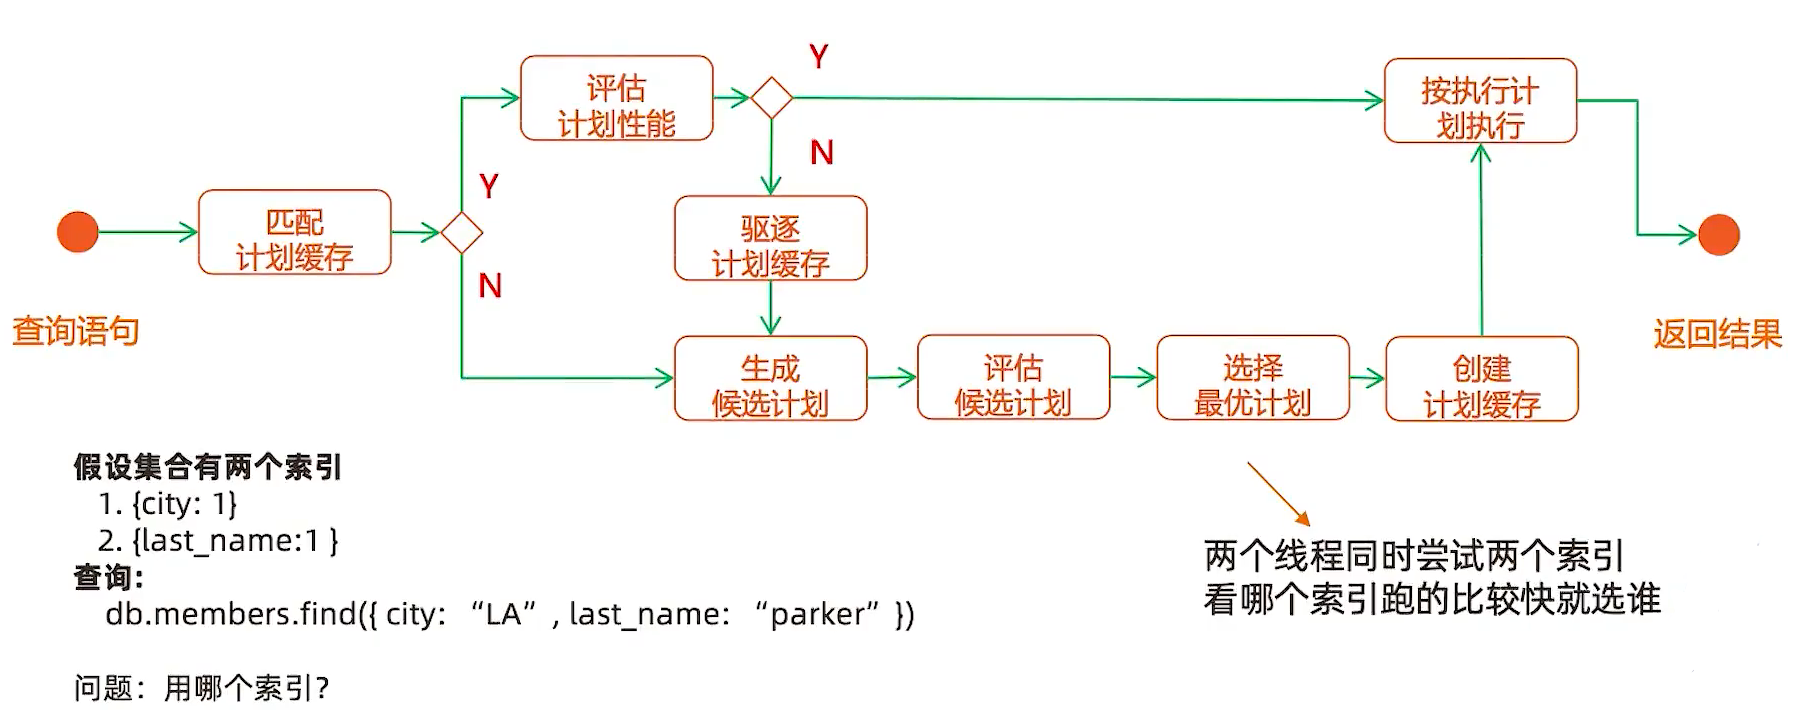 查询语句
匹配
计划缓存
Y
N
评估
计划性能
Y
N
驱逐
计划缓存
生成
候选计划
评估
候选计划
选择
最优计划
创建
计划缓存
按执行计
划执行
返回结果
假设集合有两个索引
1. {city: 1}
2. {last_name:1 }
查询:
db.members.find({ city: “LA” , last_name: “parker” })
问题：用哪个索引?
两个线程同时尝试两个索引
看哪个索引跑的比较快就选谁